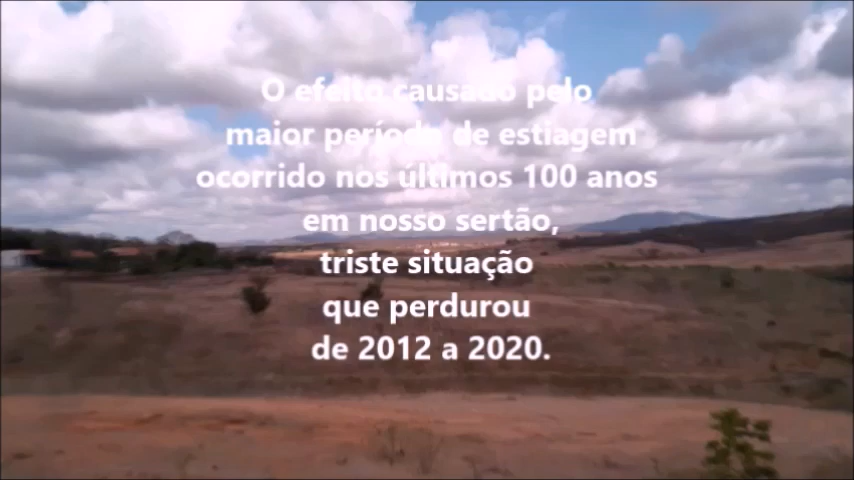 O efeito causado pelo
maior período de estiagem
ocorrido nos últimos 100 anos
em nosso sertão,
triste situação
que perdurou
de 2012 a 2020.